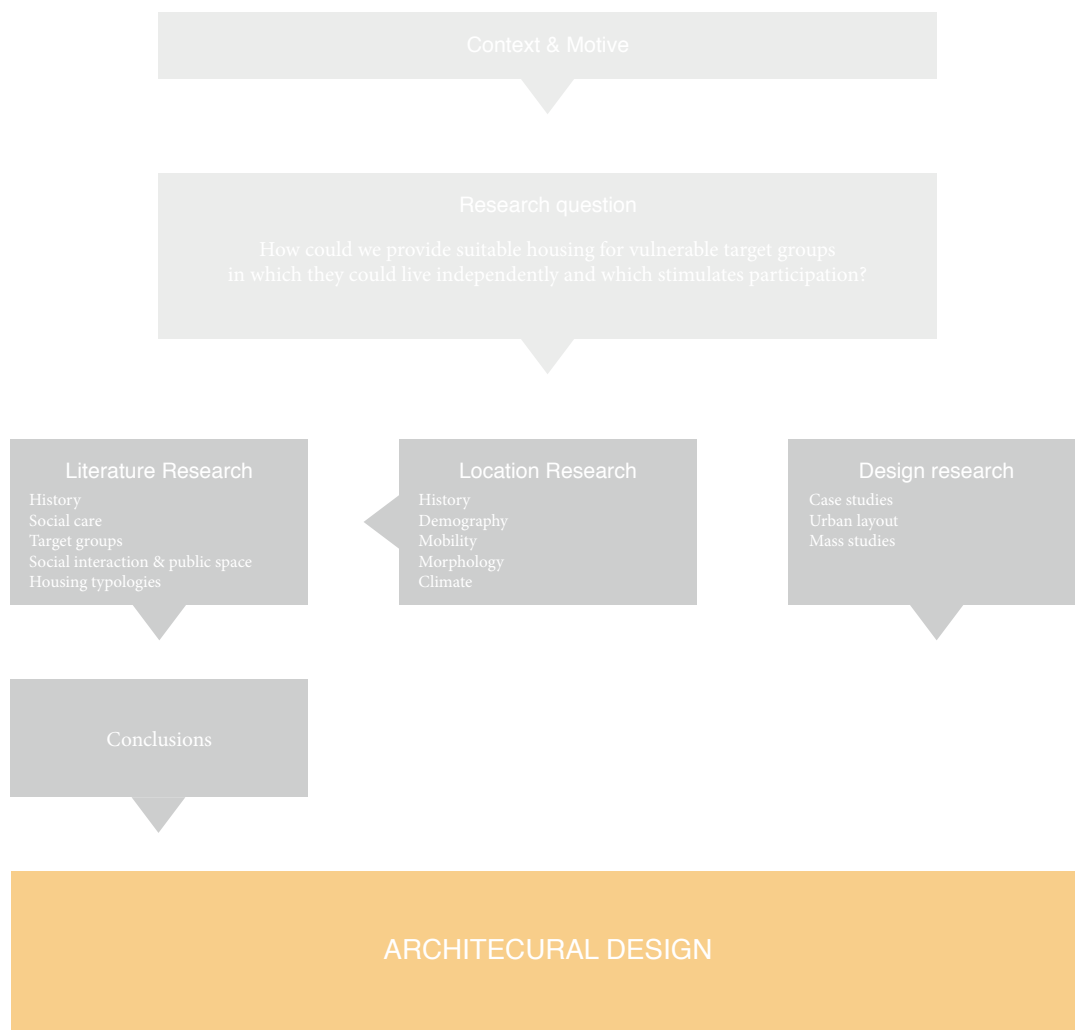 Context & Motive
Research question
How could we provide suitable housing for vulnerable target groups
in which they could live independently and which stimulates participation?
Literature Research
History
Social care
Target groups
Social interaction & public space
Housing typologies
Location Research
History
Demography
Mobility
Morphology
Climate
Design research
Case studies
Urban layout
Mass studies
Conclusions
ARCHITECURAL DESIGN